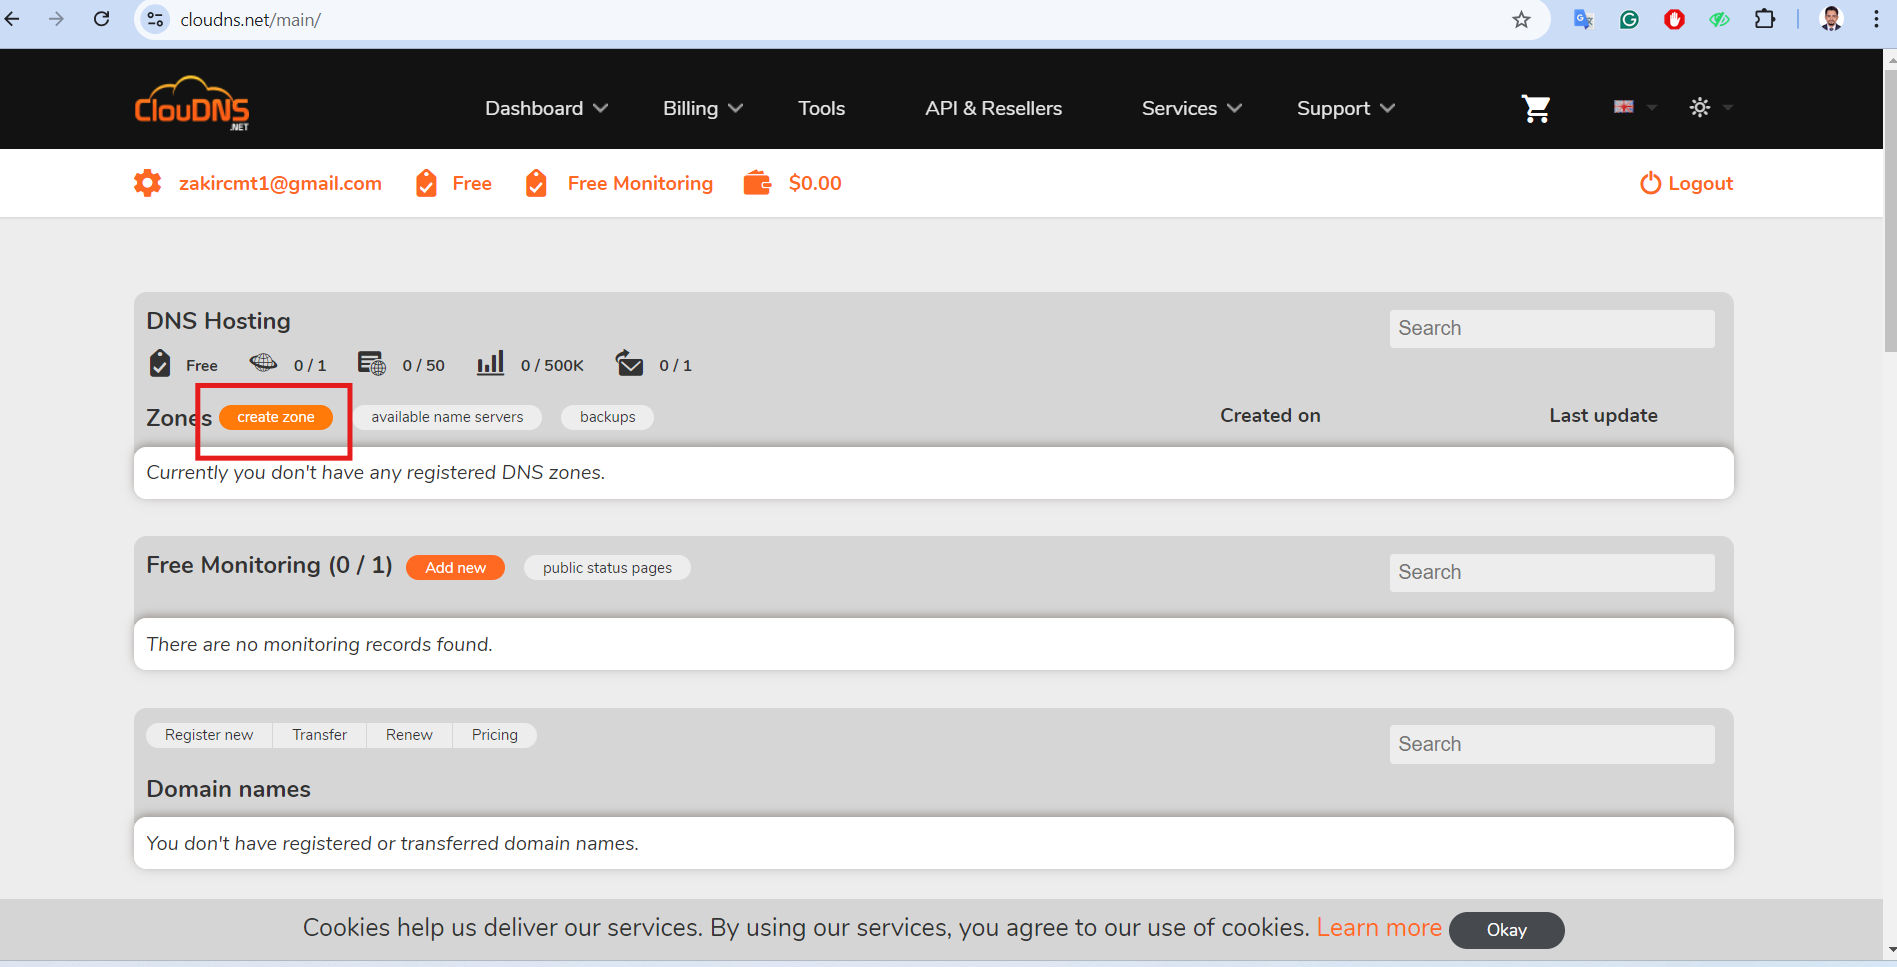 cloudns.net/main/
ClouDNS
.NET
Dashboard Billing Tools API & Resellers Services Support
zakircmt1@gmail.com Free Free Monitoring $0.00 Logout
DNS Hosting
Search
Free 0 / 1 0 / 50 0 / 500K 0 / 1
Zones create zone available name servers backups Created on Last update
Currently you don't have any registered DNS zones.
Free Monitoring (0 / 1) Add new public status pages Search
There are no monitoring records found.
Register new Transfer Renew Pricing Search
Domain names
You don't have registered or transferred domain names.
Cookies help us deliver our services. By using our services, you agree to our use of cookies. Learn more Okay